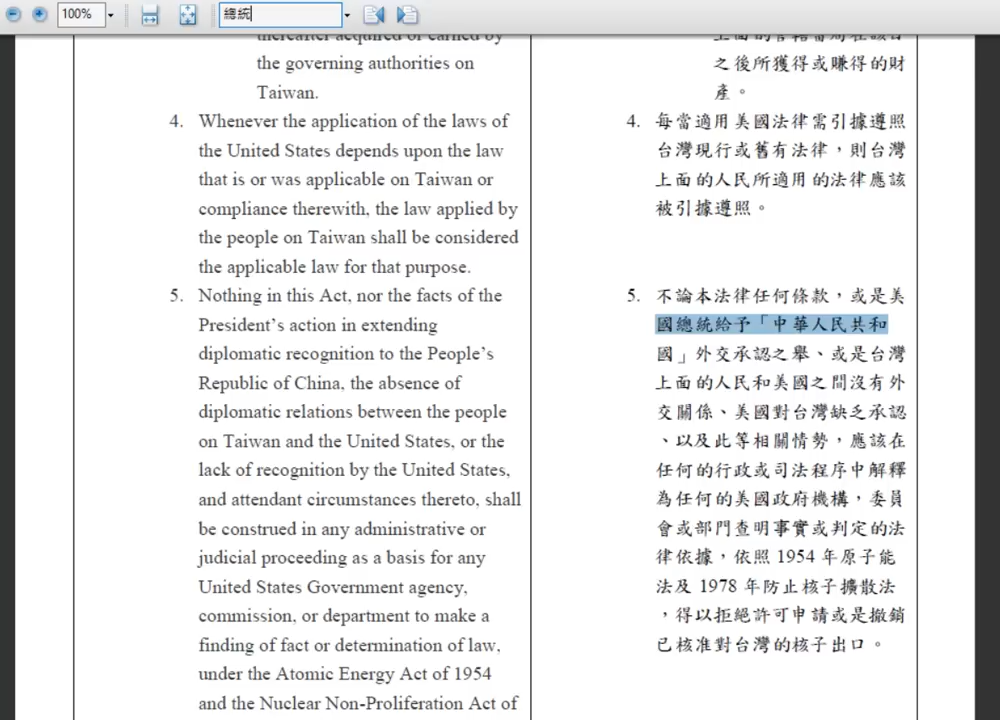 100%
總統
thereafter acquired or earned by
the governing authorities on
Taiwan.
4. Whenever the application of the laws of
the United States depends upon the law
that is or was applicable on Taiwan or
compliance therewith, the law applied by
the people on Taiwan shall be considered
the applicable law for that purpose.
5. Nothing in this Act, nor the facts of the
President's action in extending
diplomatic recognition to the People's
Republic of China, the absence of
diplomatic relations between the people
on Taiwan and the United States, or the
lack of recognition by the United States,
and attendant circumstances thereto, shall
be construed in any administrative or
judicial proceeding as a basis for any
United States Government agency,
commission, or department to make a
finding of fact or determination of law,
under the Atomic Energy Act of 1954
and the Nuclear Non-Proliferation Act of
上面的管轄當局在該日
之後所獲得或賺得的財
產。
4. 每當適用美國法律需引據遵照
台灣現行或舊有法律，則台灣
上面的人民所適用的法律應該
被引據遵照。
5. 不論本法律任何條款，或是美
國總統給予「中華人民共和
國」外交承認之舉、或是台灣
上面的人民和美國之間沒有外
交關係、美國對台灣缺乏承認
、以及此等相關情勢，應該在
任何的行政或司法程序中解釋
為任何的美國政府機構，委員
會或部門查明事實或判定的法
律依據，依照 1954 年原子能
法及 1978 年防止核子擴散法
，得以拒絕許可申請或是撤銷
已核准對台灣的核子出口。